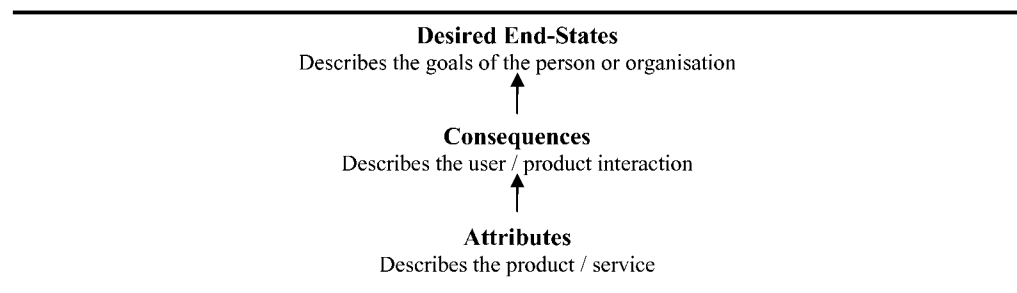 Desired End-States
Describes the goals of the person or organisation
Consequences
Describes the user / product interaction
Attributes
Describes the product / service